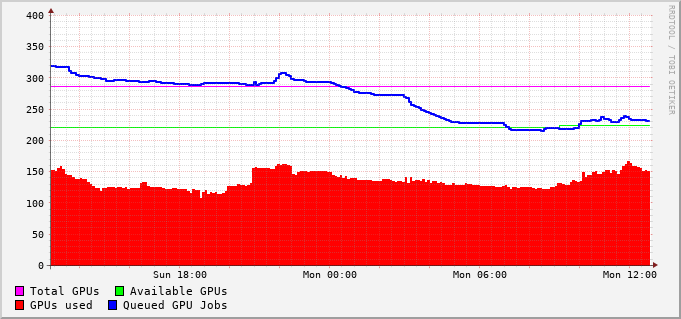 400
350
300
250
200
150
100
50
0
Sun 18:00 Mon 00:00 Mon 06:00 Mon 12:00
Total GPUs Available GPUs
GPUs used Queued GPU Jobs
RRDTOOL / TOBI OETIKER